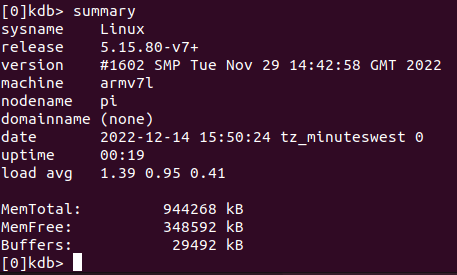 [0]kdb> summary
sysname    Linux
release    5.15.80-v7+
version    #1602 SMP Tue Nov 29 14:42:58 GMT 2022
machine    armv7l
nodename   pi
domainname (none)
date       2022-12-14 15:50:24 tz_minuteswest 0
uptime     00:19
load avg   1.39 0.95 0.41

MemTotal:         944268 kB
MemFree:          348592 kB
Buffers:           29492 kB
[0]kdb>